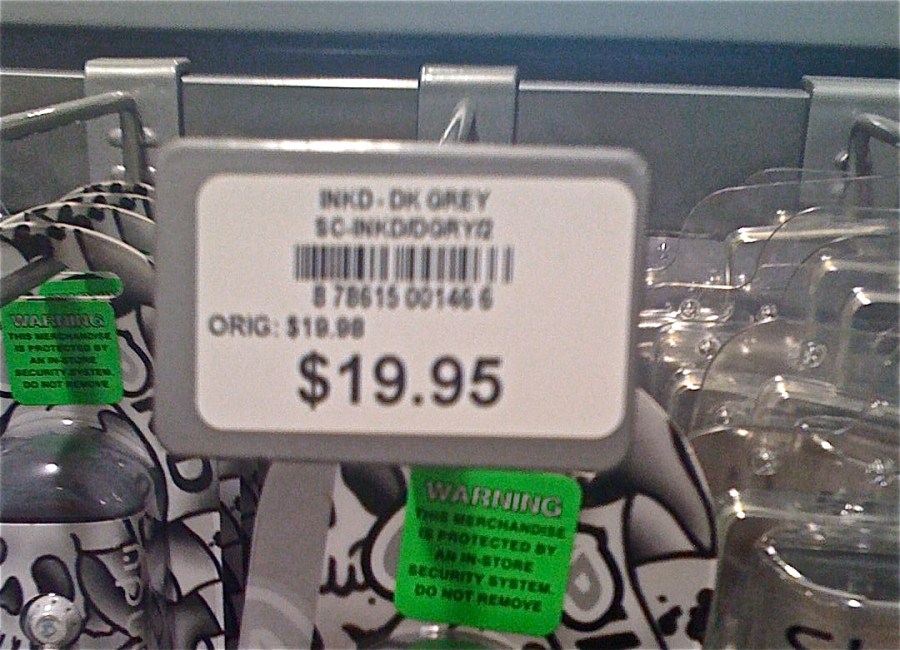 INKD - DK GREY
SC-INKD/DGRY/2
8 78615 00146 6
ORIG: $19.98
$19.95
WARNING
THIS MERCHANDISE
IS PROTECTED BY
AN IN-STORE
SECURITY SYSTEM.
DO NOT REMOVE
WARNING
THIS MERCHANDISE
IS PROTECTED BY
AN IN-STORE
SECURITY SYSTEM.
DO NOT REMOVE